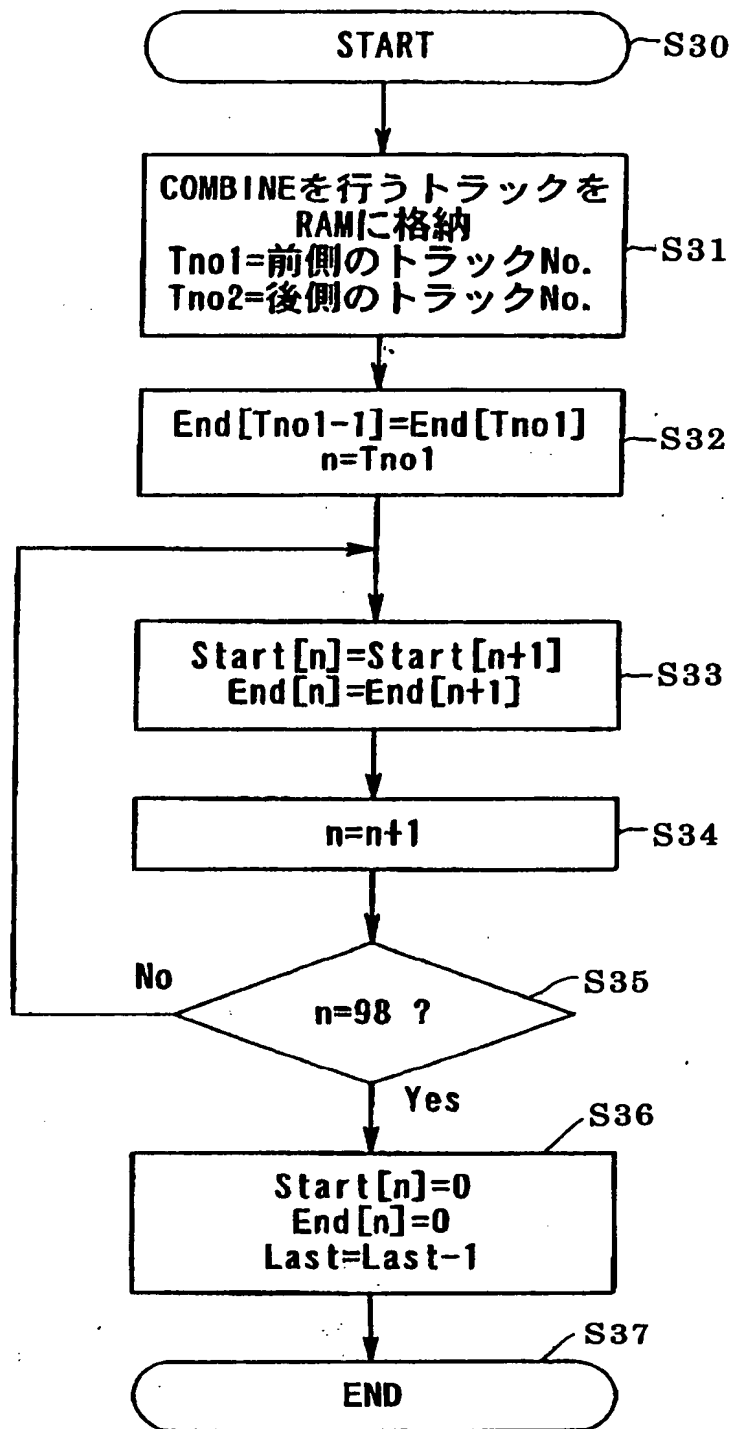 START
S30
COMBINEを行うトラックを
RAMに格納
Tno1=前側のトラックNo.
Tno2=後側のトラックNo.
S31
End[Tno1-1]=End[Tno1]
n=Tno1
S32
Start[n]=Start[n+1]
End[n]=End[n+1]
S33
n=n+1
S34
No
n=98 ?
S35
Yes
S36
Start[n]=0
End[n]=0
Last=Last-1
S37
END